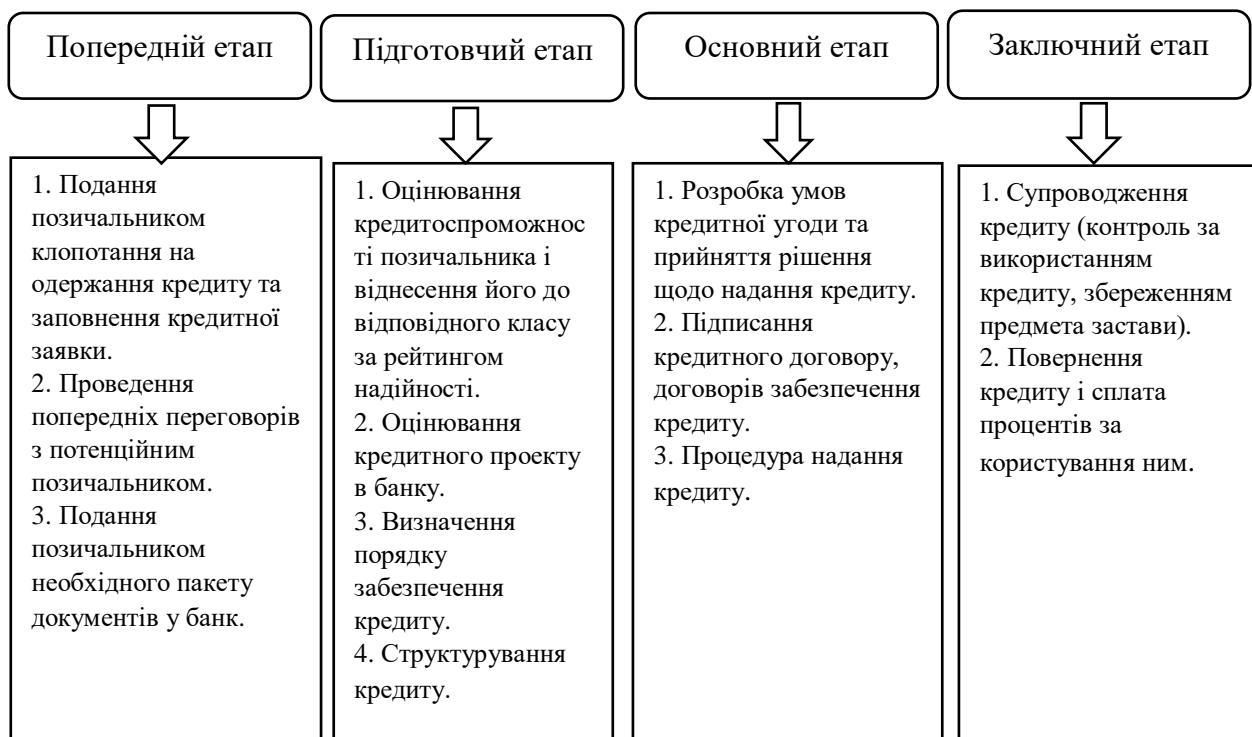 Попередній етап
1. Подання
позичальником
клопотання на
одержання кредиту та
заповнення кредитної
заявки.
2. Проведення
попередніх переговорів
з потенційним
позичальником.
3. Подання
позичальником
необхідного пакету
документів у банк.
Підготовчий етап
1. Оцінювання
кредитоспроможнос
ті позичальника і
віднесення його до
відповідного класу
за рейтингом
надійності.
2. Оцінювання
кредитного проекту
в банку.
3. Визначення
порядку
забезпечення
кредиту.
4. Структурування
кредиту.
Основний етап
1. Розробка умов
кредитної угоди та
прийняття рішення
щодо надання кредиту.
2. Підписання
кредитного договору,
договорів забезпечення
кредиту.
3. Процедура надання
кредиту.
Заключний етап
1. Супроводження
кредиту (контроль за
використанням
кредиту, збереженням
предмета застави).
2. Повернення
кредиту і сплата
процентів за
користування ним.